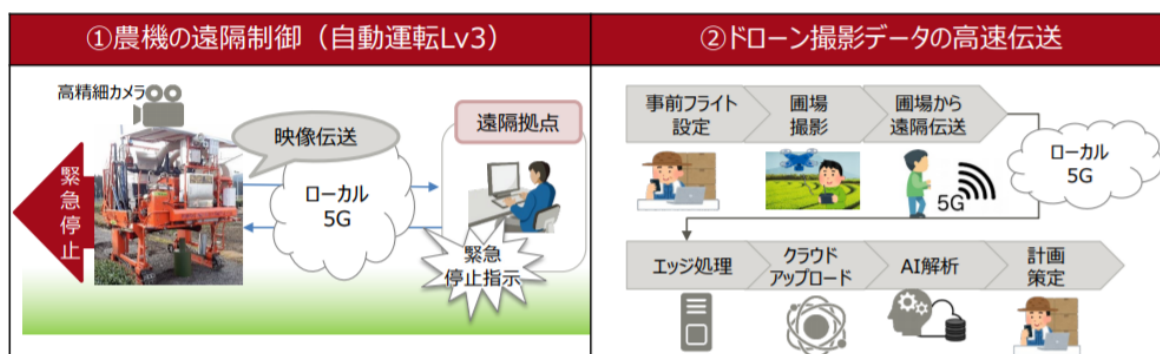 ①農機の遠隔制御（自動運転Lv3）
高精細カメラ
映像伝送
遠隔拠点
緊急停止
ローカル
5G
緊急
停止指示
②ドローン撮影データの高速伝送
事前フライト
設定
圃場
撮影
圃場から
遠隔伝送
ローカル
5G
5G
エッジ処理
クラウド
アップロード
AI解析
計画
策定